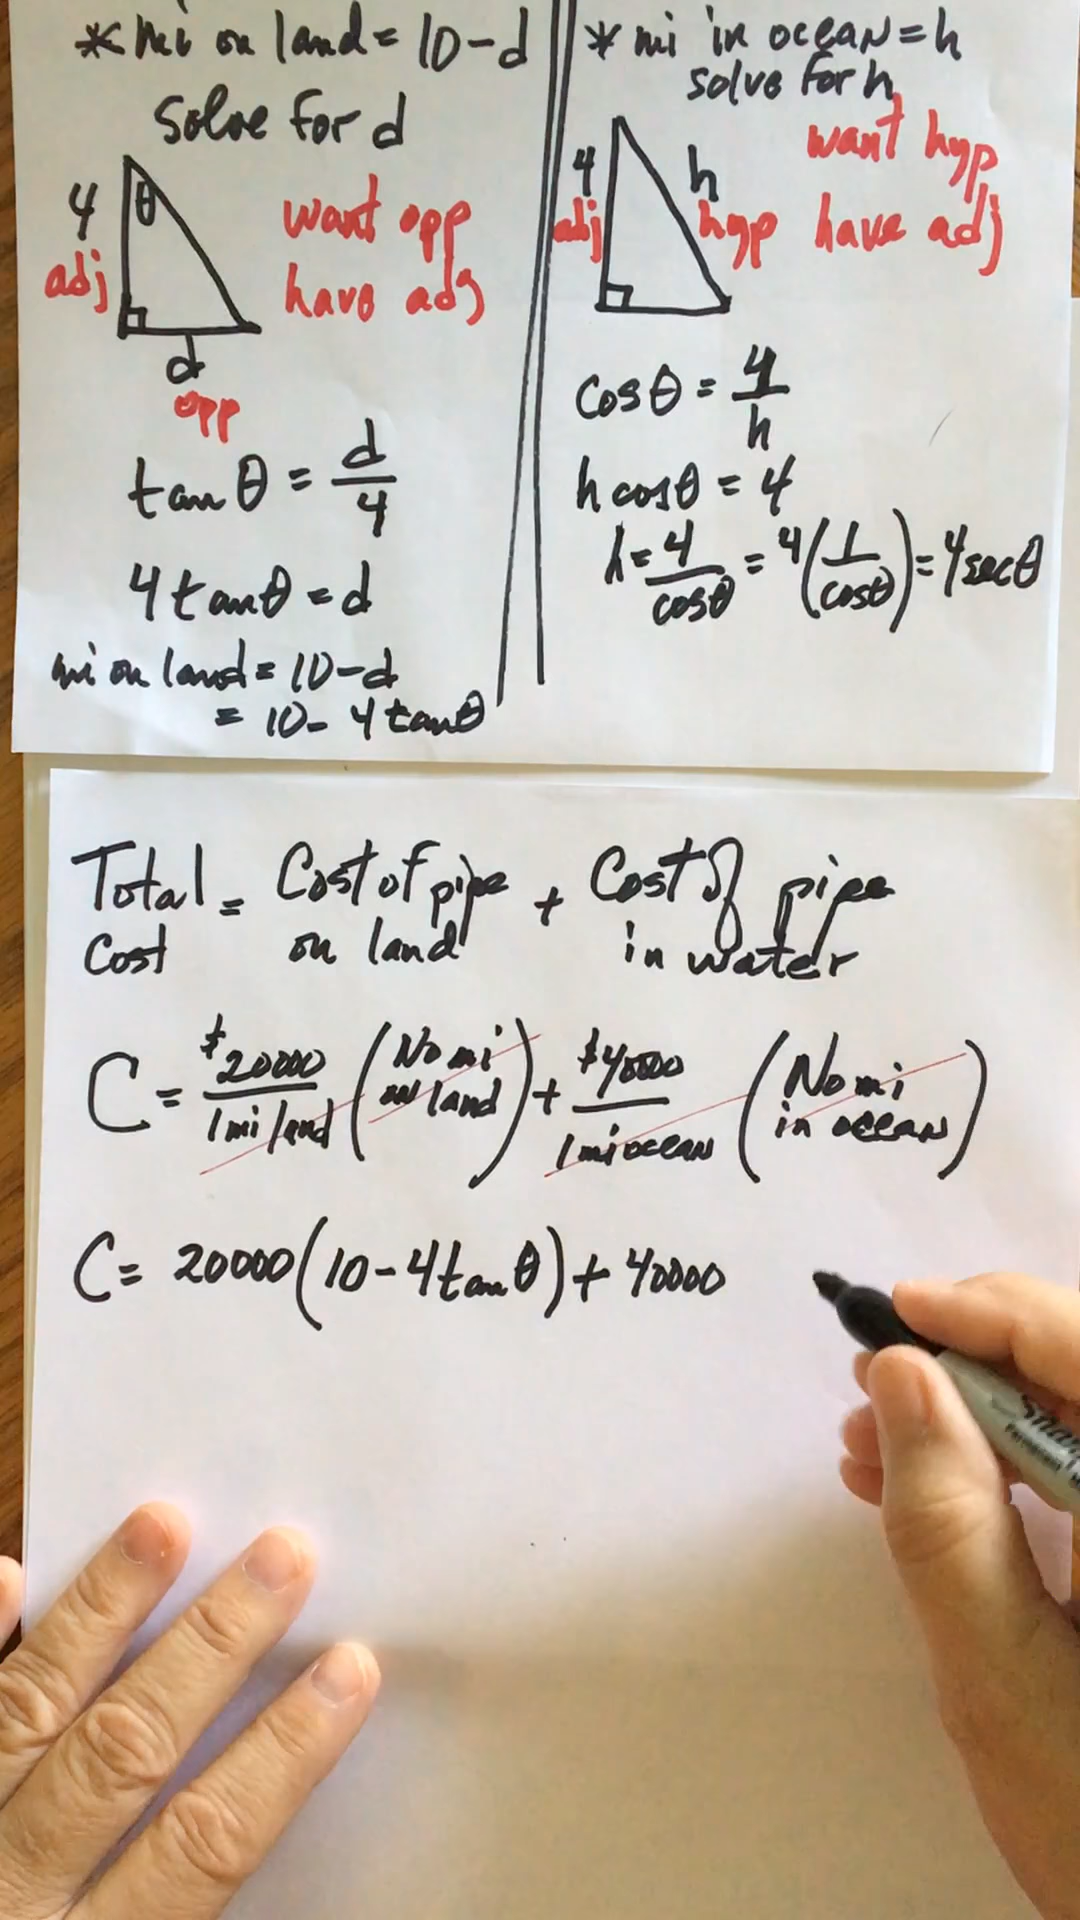 * mi on land = 10 - d
solve for d
4
θ
adj
want opp
have adj
d
opp
tan θ = d/4
4 tan θ = d
mi on land = 10 - d
= 10 - 4 tan θ
* mi in ocean = h
solve for h
4
adj
h
hyp
want hyp
have adj
cos θ = 4/h
h cos θ = 4
h = 4/cos θ = 4(1/cos θ) = 4 sec θ
Total = Cost of pipe + Cost of pipe
Cost on land in water
C = $20000/1 mi land (No mi on land) + $40000/1 mi ocean (No mi in ocean)
C = 20000(10 - 4 tan θ) + 40000